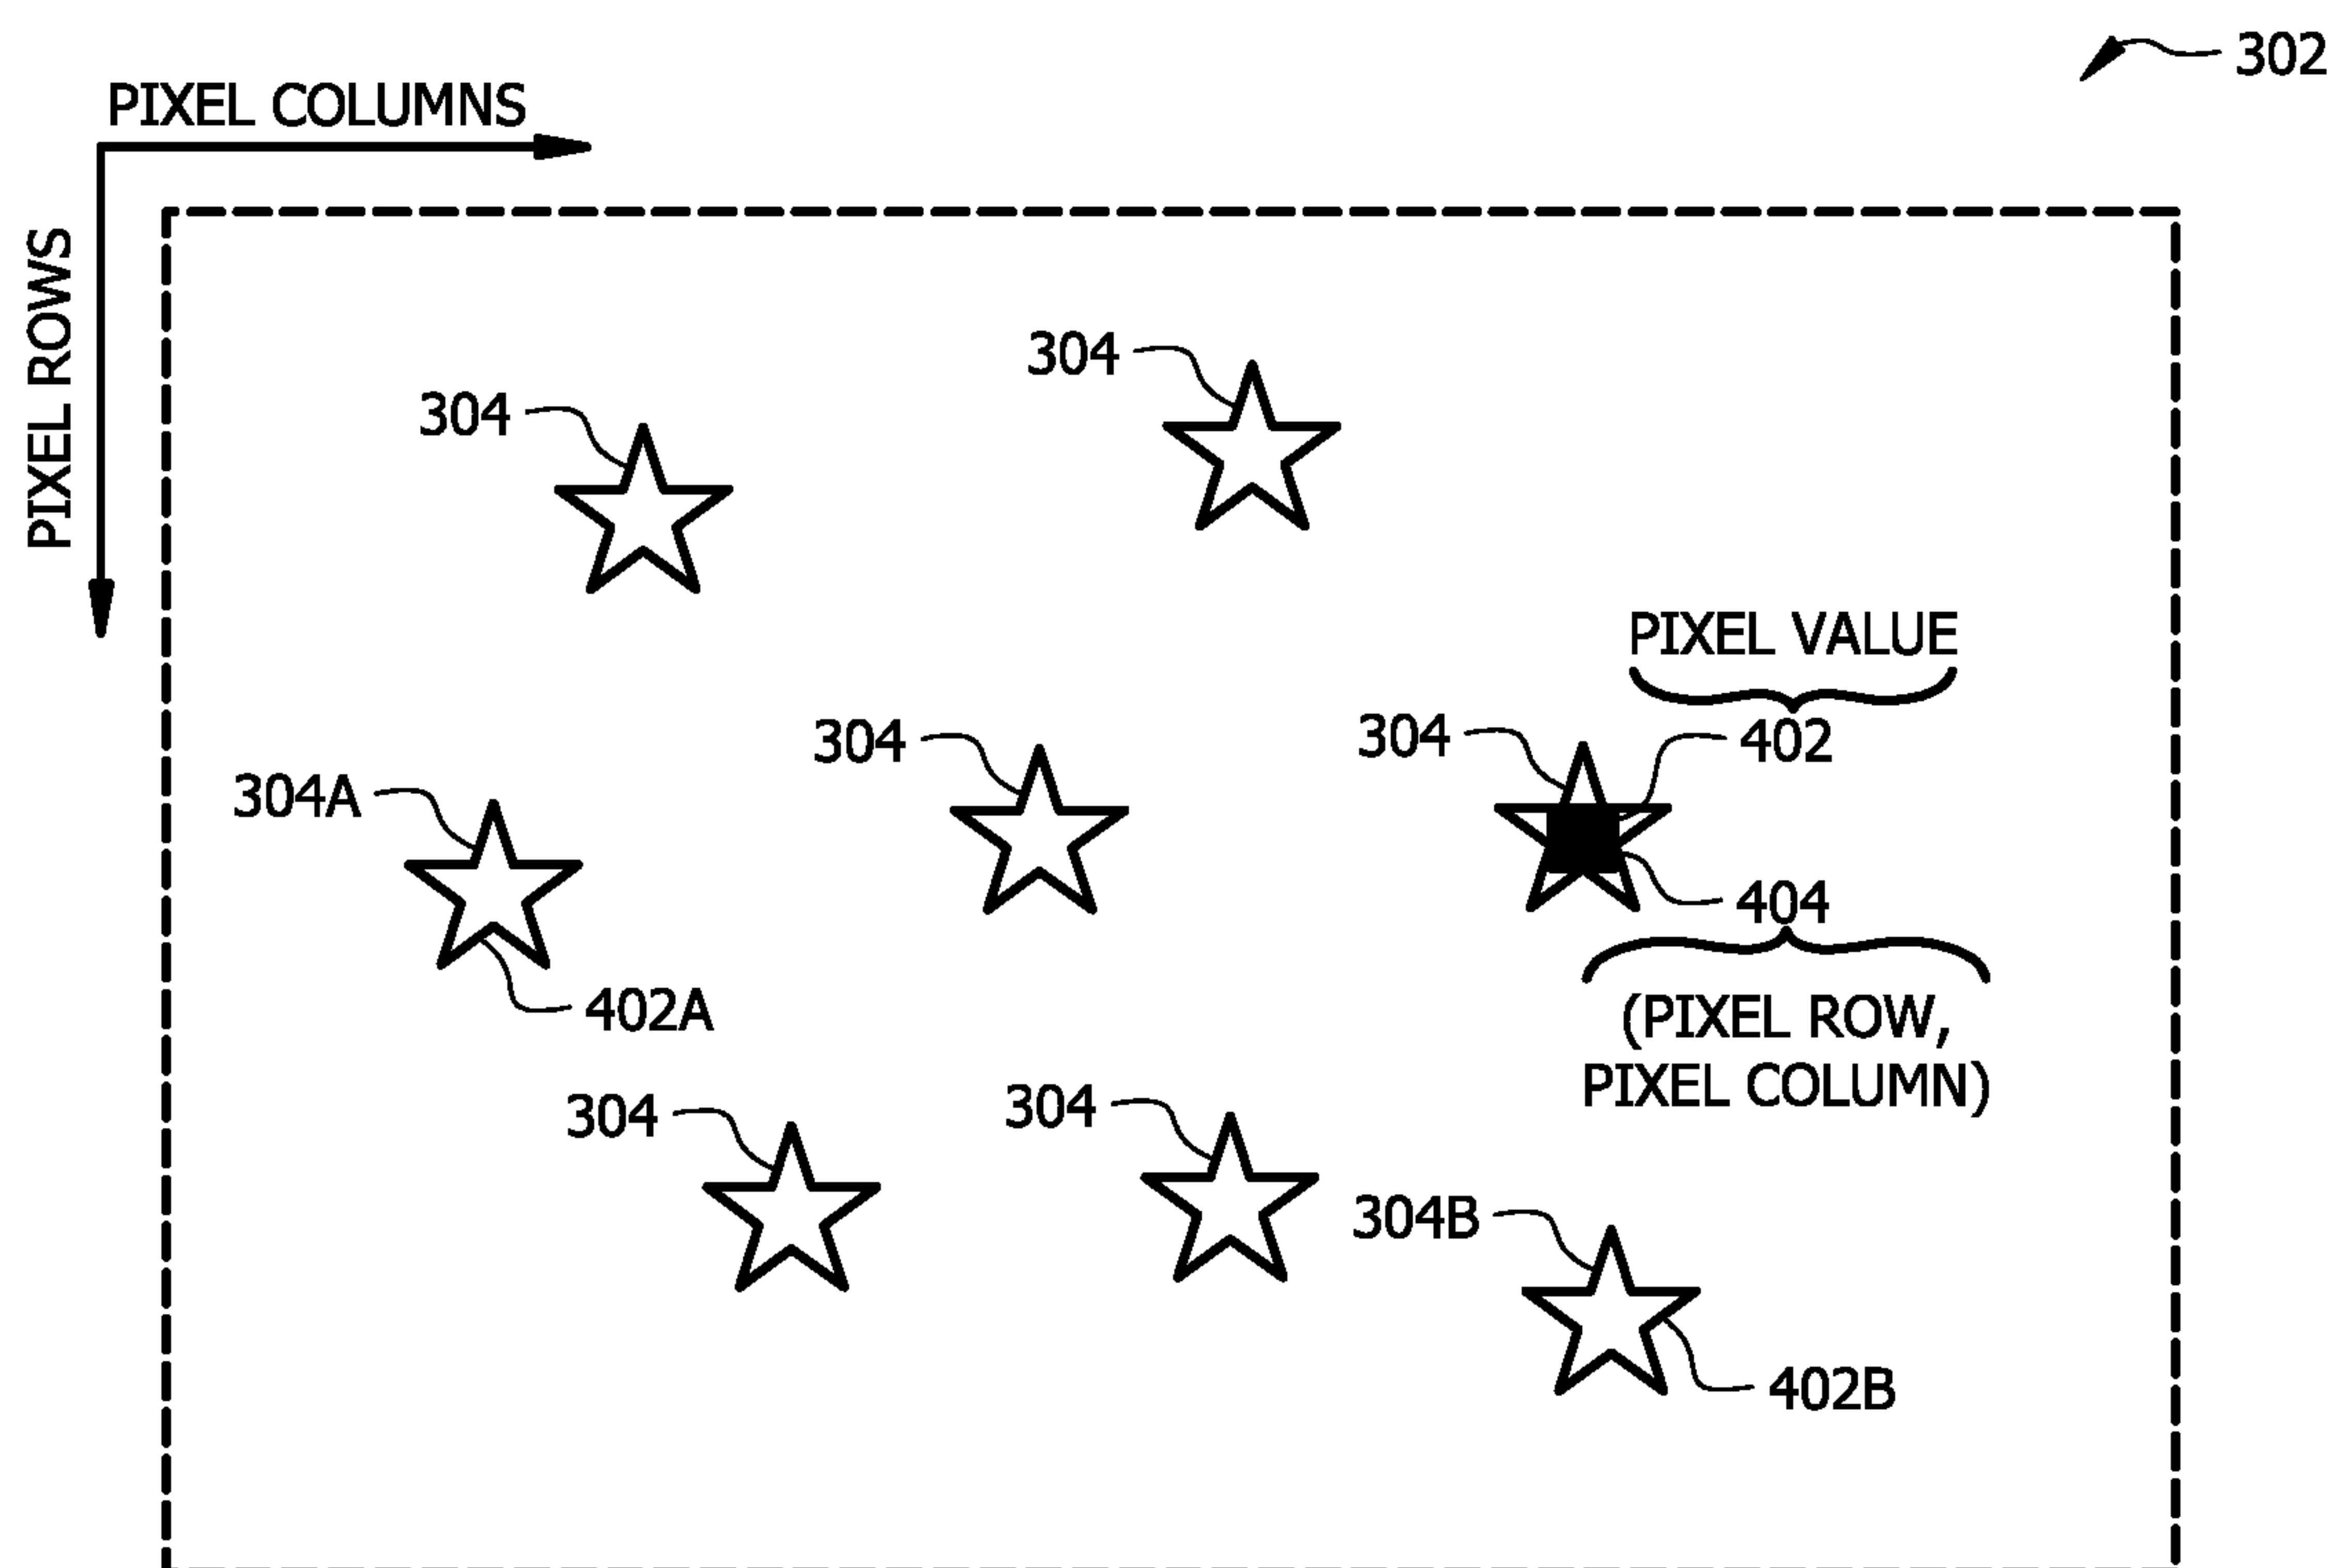 302
PIXEL COLUMNS
PIXEL ROWS
304
304
PIXEL VALUE
304
304
402
304A
404
402A
(PIXEL ROW,
PIXEL COLUMN)
304
304
304B
402B